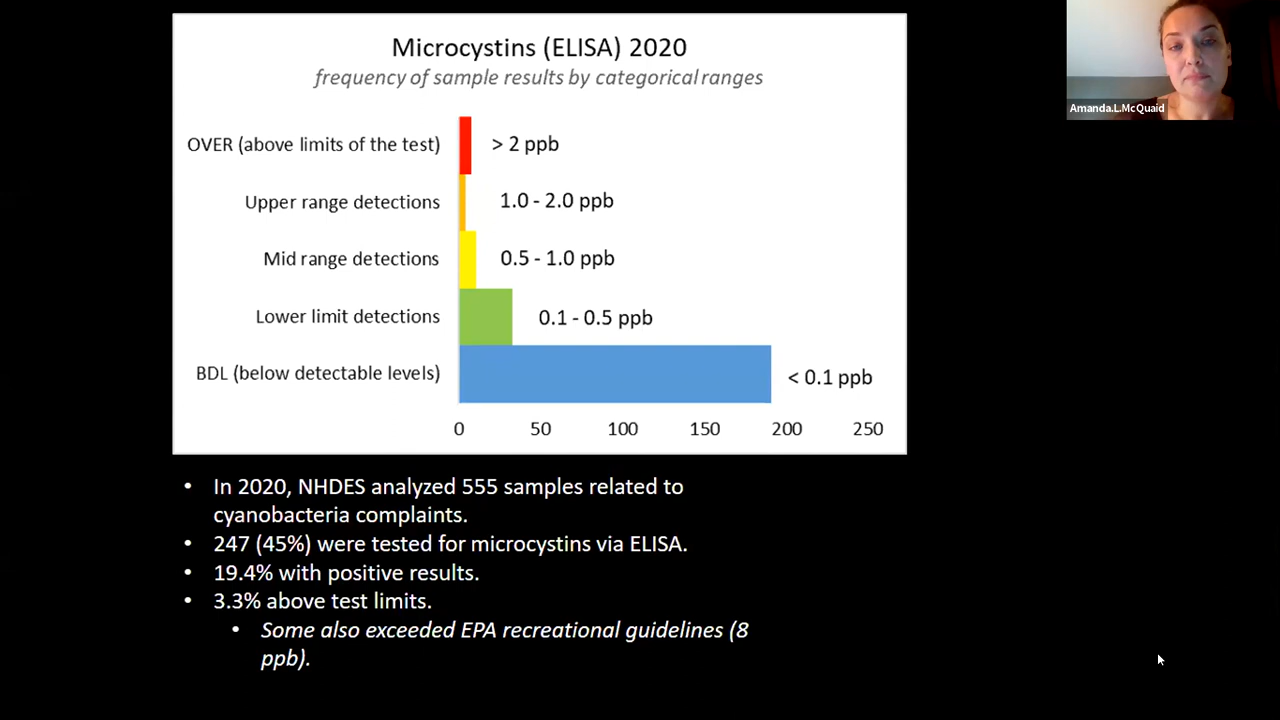 Microcystins (ELISA) 2020
frequency of sample results by categorical ranges
OVER (above limits of the test) > 2 ppb
Upper range detections 1.0 - 2.0 ppb
Mid range detections 0.5 - 1.0 ppb
Lower limit detections 0.1 - 0.5 ppb
BDL (below detectable levels) < 0.1 ppb
0 50 100 150 200 250
Amanda.L.McQuaid
• In 2020, NHDES analyzed 555 samples related to
cyanobacteria complaints.
• 247 (45%) were tested for microcystins via ELISA.
• 19.4% with positive results.
• 3.3% above test limits.
• Some also exceeded EPA recreational guidelines (8
ppb).